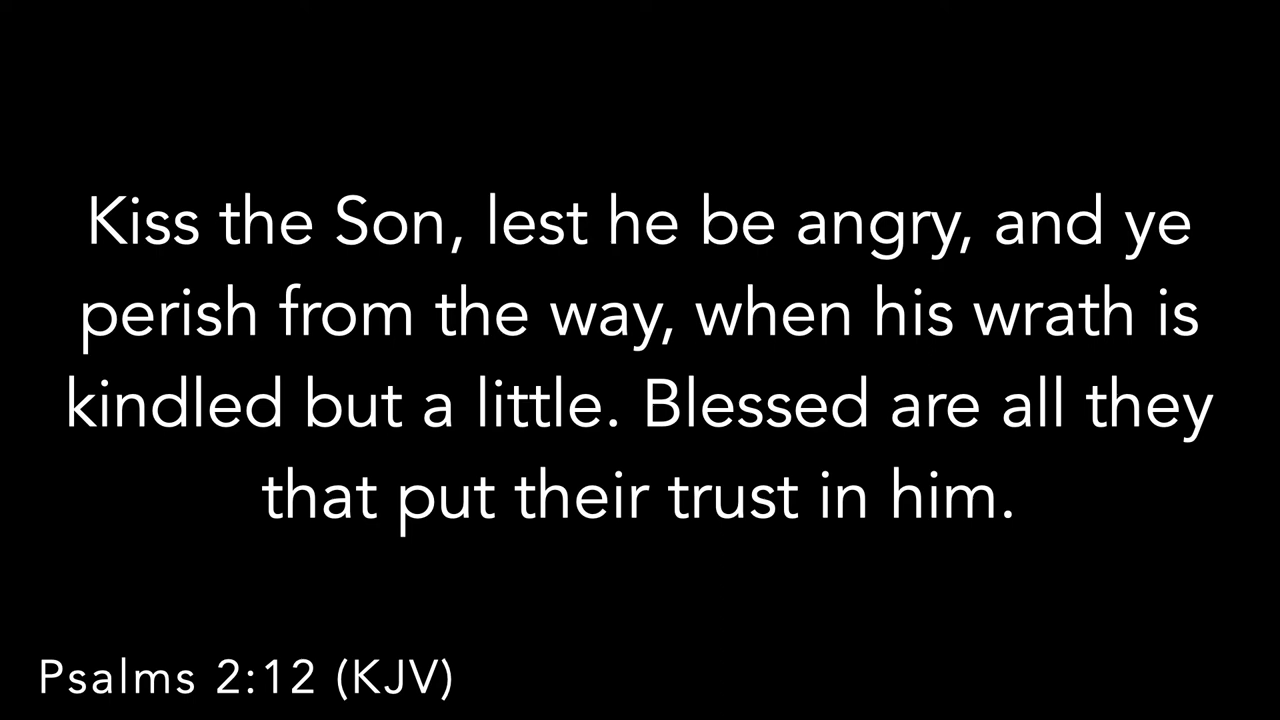 Kiss the Son, lest he be angry, and ye
perish from the way, when his wrath is
kindled but a little. Blessed are all they
that put their trust in him.
Psalms 2:12 (KJV)